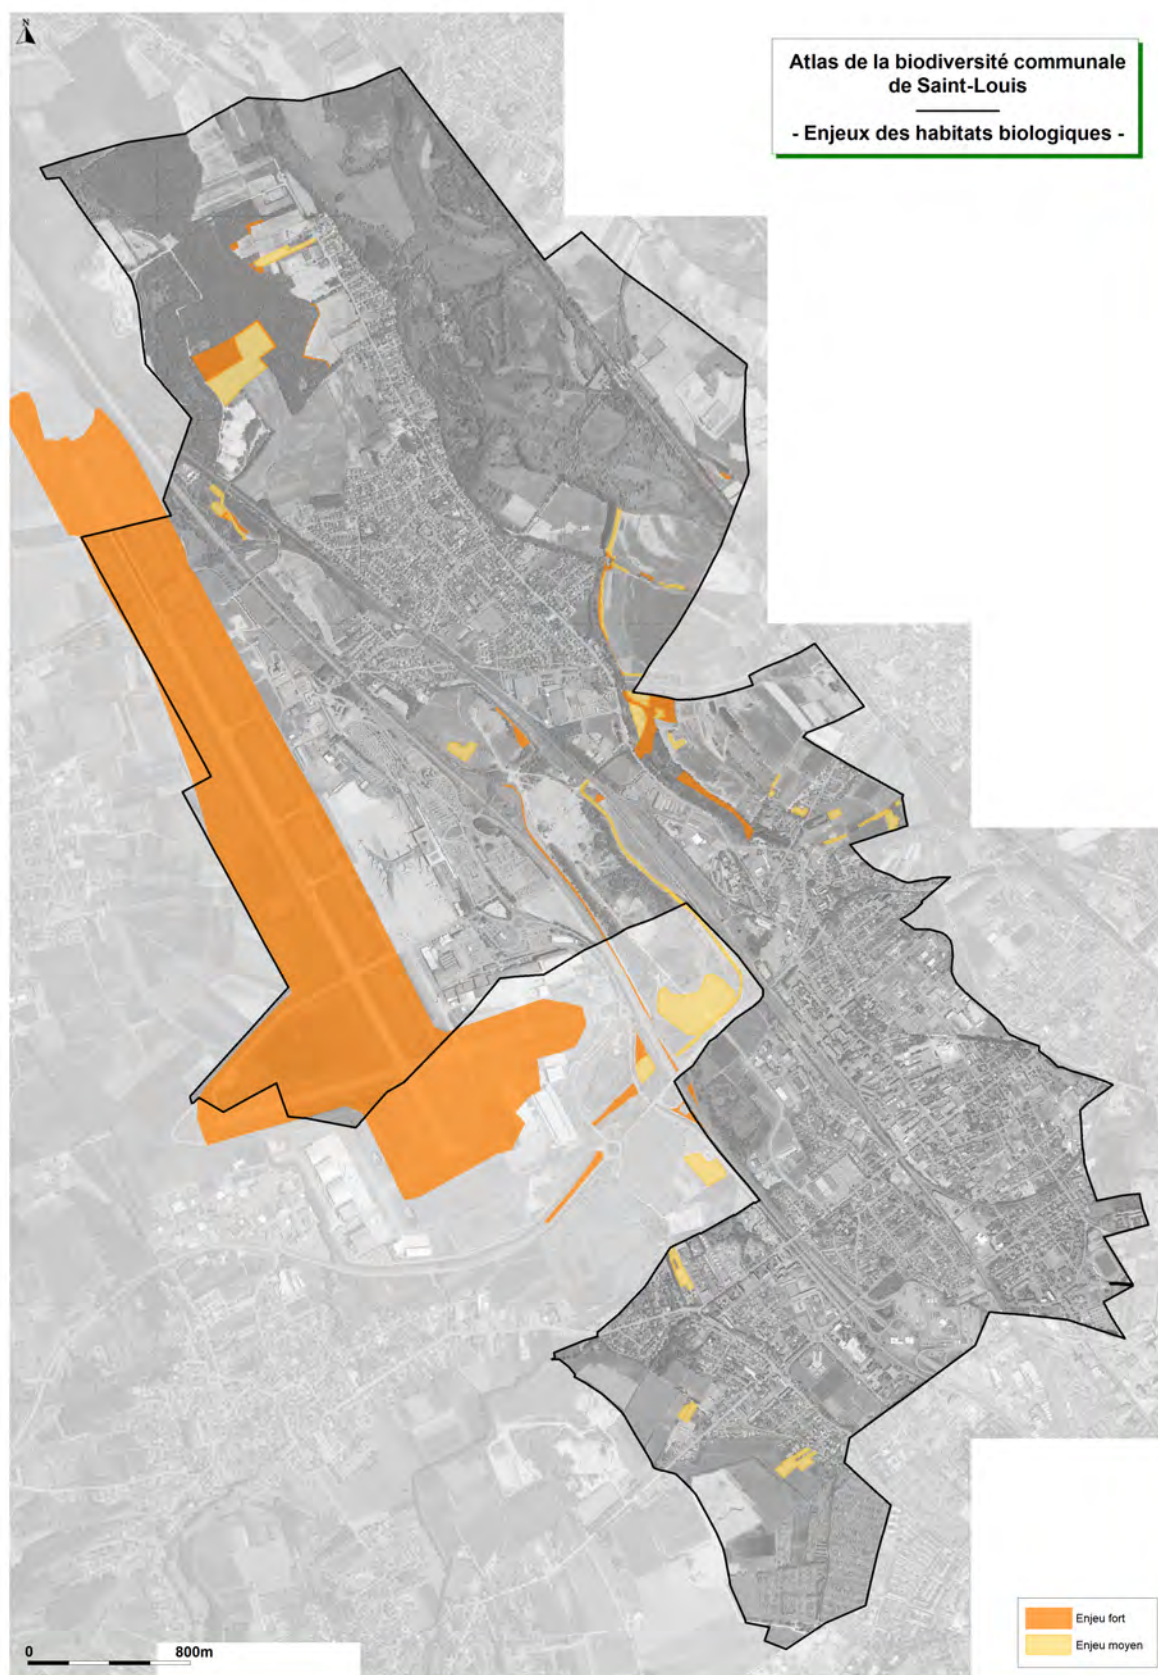 N
Atlas de la biodiversité communale
de Saint-Louis
- Enjeux des habitats biologiques -
Enjeu fort
Enjeu moyen
0 800m